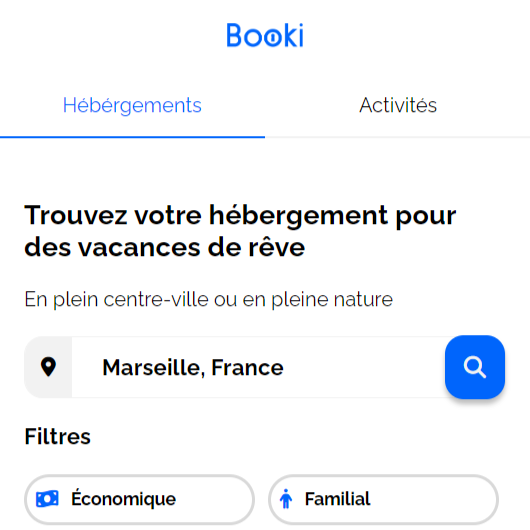 Booki
Hébérgements
Activités
Trouvez votre hébergement pour
des vacances de rêve
En plein centre-ville ou en pleine nature
Marseille, France
Filtres
Économique
Familial